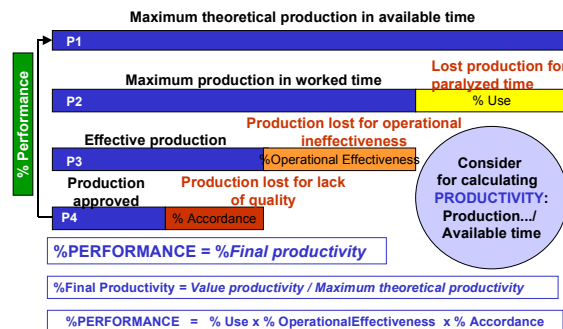 Maximum theoretical production in available time
P1
Lost production for
paralyzed time
Maximum production in worked time
P2
% Use
Production lost for operational
ineffectiveness
Effective production
P3
%Operational Effectiveness
Production
approved
Production lost for lack
of quality
P4
% Accordance
% Performance
Consider
for calculating
PRODUCTIVITY:
Production.../
Available time
%PERFORMANCE = %Final productivity
%Final Productivity = Value productivity / Maximum theoretical productivity
%PERFORMANCE = % Use x % OperationalEffectiveness x % Accordance